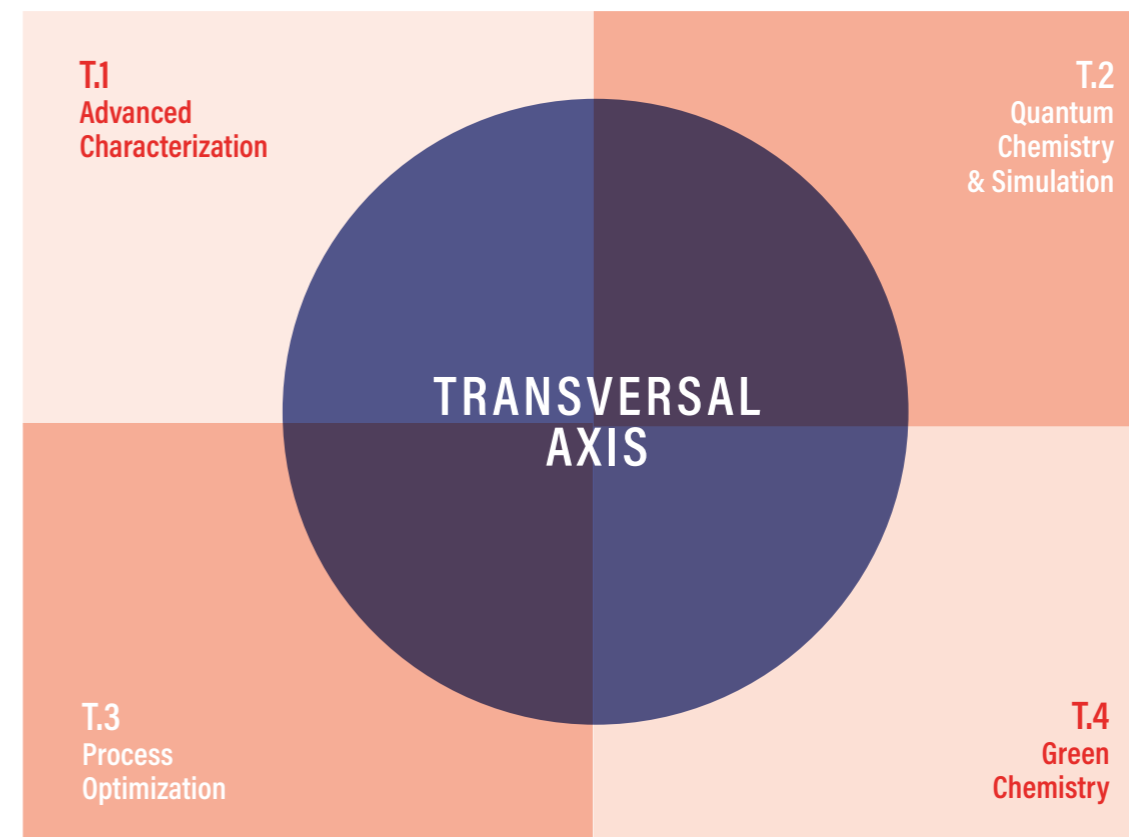 T.1
Advanced
Characterization
T.2
Quantum
Chemistry
& Simulation
TRANSVERSAL
AXIS
T.3
Process
Optimization
T.4
Green
Chemistry